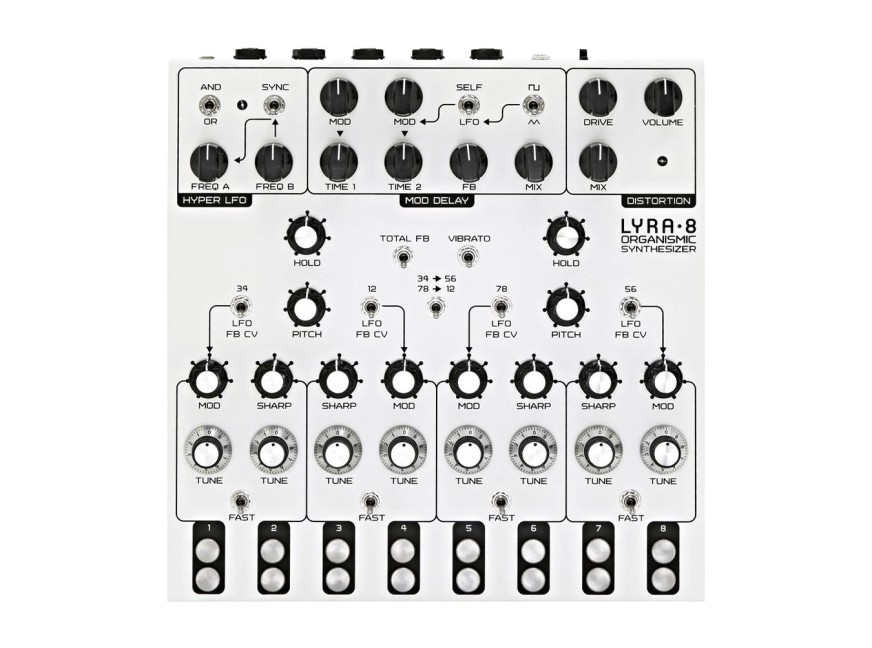 AND SYNC
OR
FREQ A FREQ B
HYPER LFO
SELF
MOD MOD LFO
TIME 1 TIME 2 FB MIX
MOD DELAY
DRIVE VOLUME
MIX
DISTORTION
LYRA-8
ORGANISMIC
SYNTHESIZER
TOTAL FB VIBRATO
HOLD HOLD
34 → 56
78 → 12
34 12 78 56
LFO LFO LFO LFO
FB CV FB CV FB CV FB CV
PITCH PITCH
MOD SHARP SHARP MOD MOD SHARP SHARP MOD
TUNE TUNE TUNE TUNE TUNE TUNE TUNE TUNE
FAST FAST FAST FAST
1 2 3 4 5 6 7 8